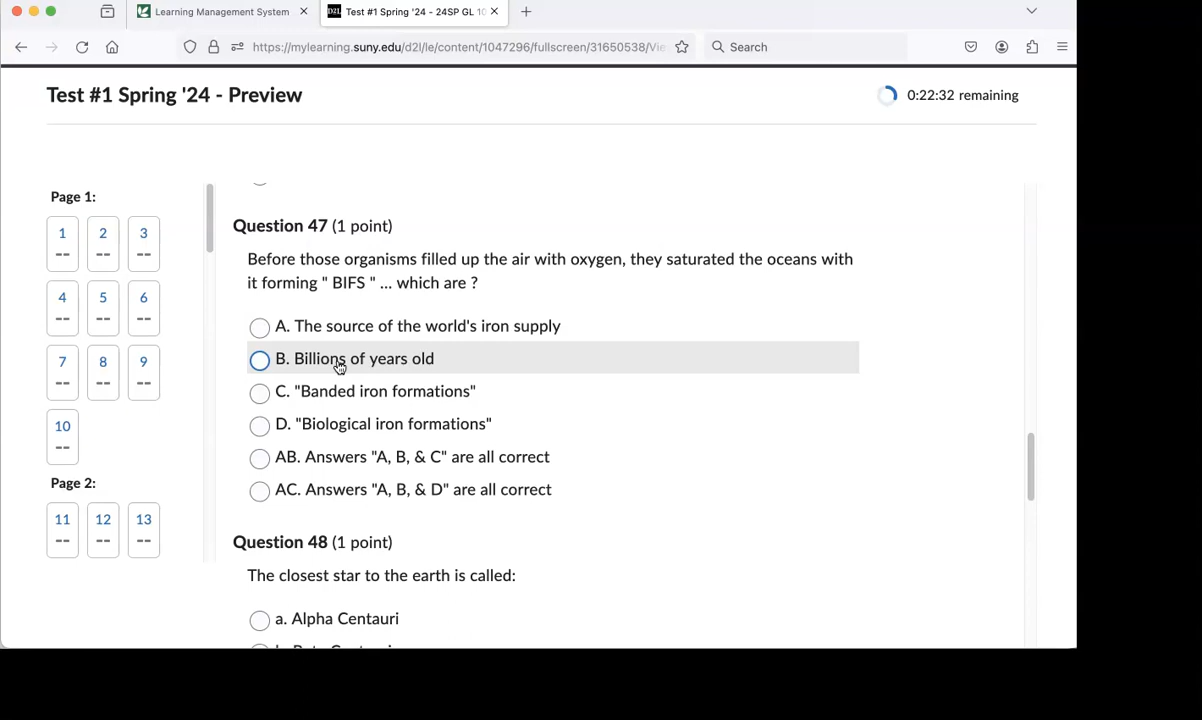 Learning Management System
Test #1 Spring '24 - 24SP GL 10
https://mylearning.suny.edu/d2l/le/content/1047296/fullscreen/31650538/Vie
Search
Test #1 Spring '24 - Preview
0:22:32 remaining
Page 1:
1 2 3
-- -- --
4 5 6
-- -- --
7 8 9
-- -- --
10
--
Page 2:
11 12 13
-- -- --
Question 47 (1 point)
Before those organisms filled up the air with oxygen, they saturated the oceans with
it forming " BIFS " ... which are ?
A. The source of the world's iron supply
B. Billions of years old
C. "Banded iron formations"
D. "Biological iron formations"
AB. Answers "A, B, & C" are all correct
AC. Answers "A, B, & D" are all correct
Question 48 (1 point)
The closest star to the earth is called:
a. Alpha Centauri